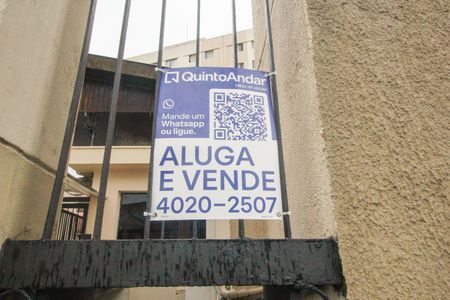 QuintoAndar
Mande um
Whatsapp
ou ligue.
ALUGA
E VENDE
4020-2507